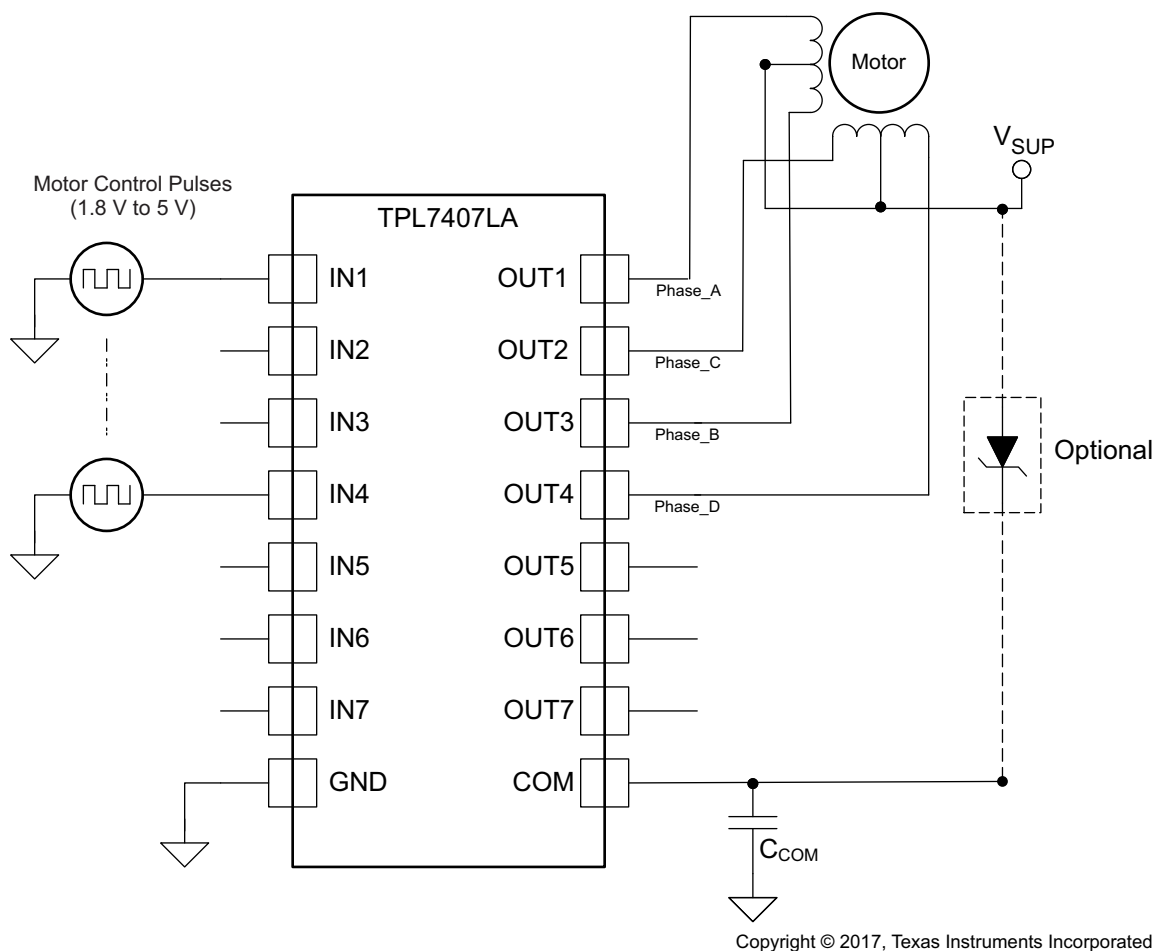 Motor
V_SUP
Motor Control Pulses
(1.8 V to 5 V)
TPL7407LA
IN1
OUT1
Phase_A
IN2
OUT2
Phase_C
IN3
OUT3
Phase_B
Optional
IN4
OUT4
Phase_D
IN5
OUT5
IN6
OUT6
IN7
OUT7
GND
COM
C_COM
Copyright © 2017, Texas Instruments Incorporated